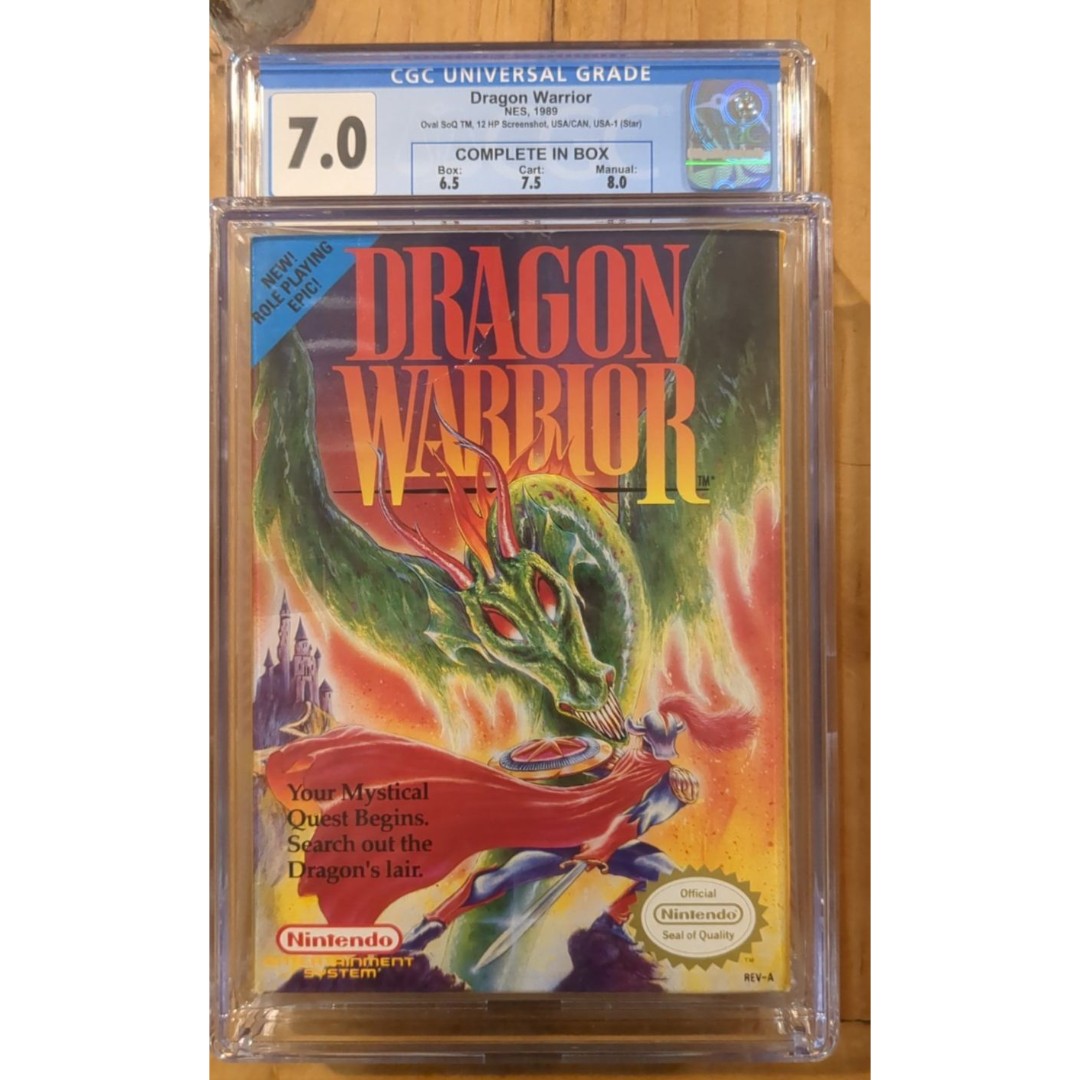 CGC UNIVERSAL GRADE
Dragon Warrior
NES, 1989
Oval SoQ TM, 12 HP Screenshot, USA/CAN, USA-1 (Star)
7.0
COMPLETE IN BOX
Box: Cart: Manual:
6.5 7.5 8.0
CGC
NEW!
ROLE PLAYING
EPIC!
DRAGON
WARRIOR
TM
Your Mystical
Quest Begins.
Search out the
Dragon's lair.
Nintendo
ENTERTAINMENT
SYSTEM
Official
Nintendo
Seal of Quality
TM
REV-A